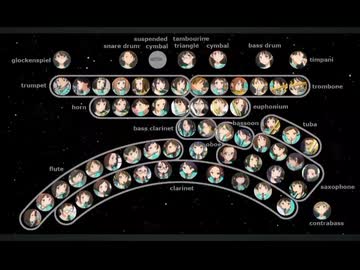 suspended
cymbal
snare drum
tambourine
triangle
cymbal
bass drum
glockenspiel
timpani
trumpet
trombone
horn
euphonium
bass clarinet
bassoon
tuba
oboe
flute
clarinet
saxophone
contrabass